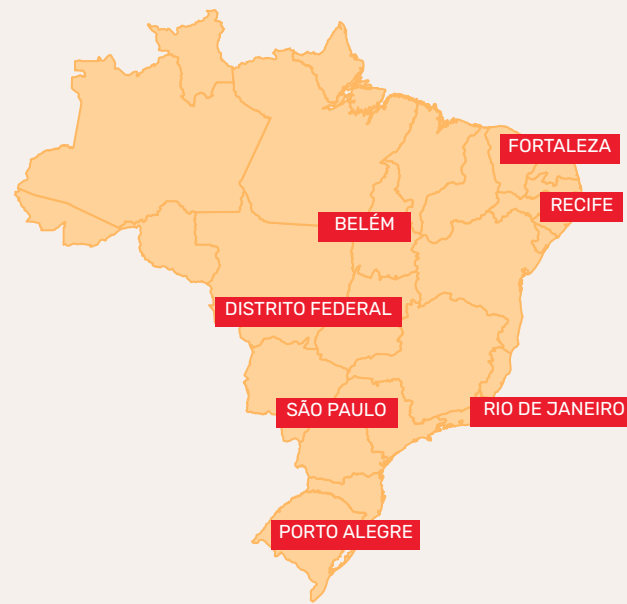 FORTALEZA
RECIFE
BELÉM
DISTRITO FEDERAL
SÃO PAULO
RIO DE JANEIRO
PORTO ALEGRE